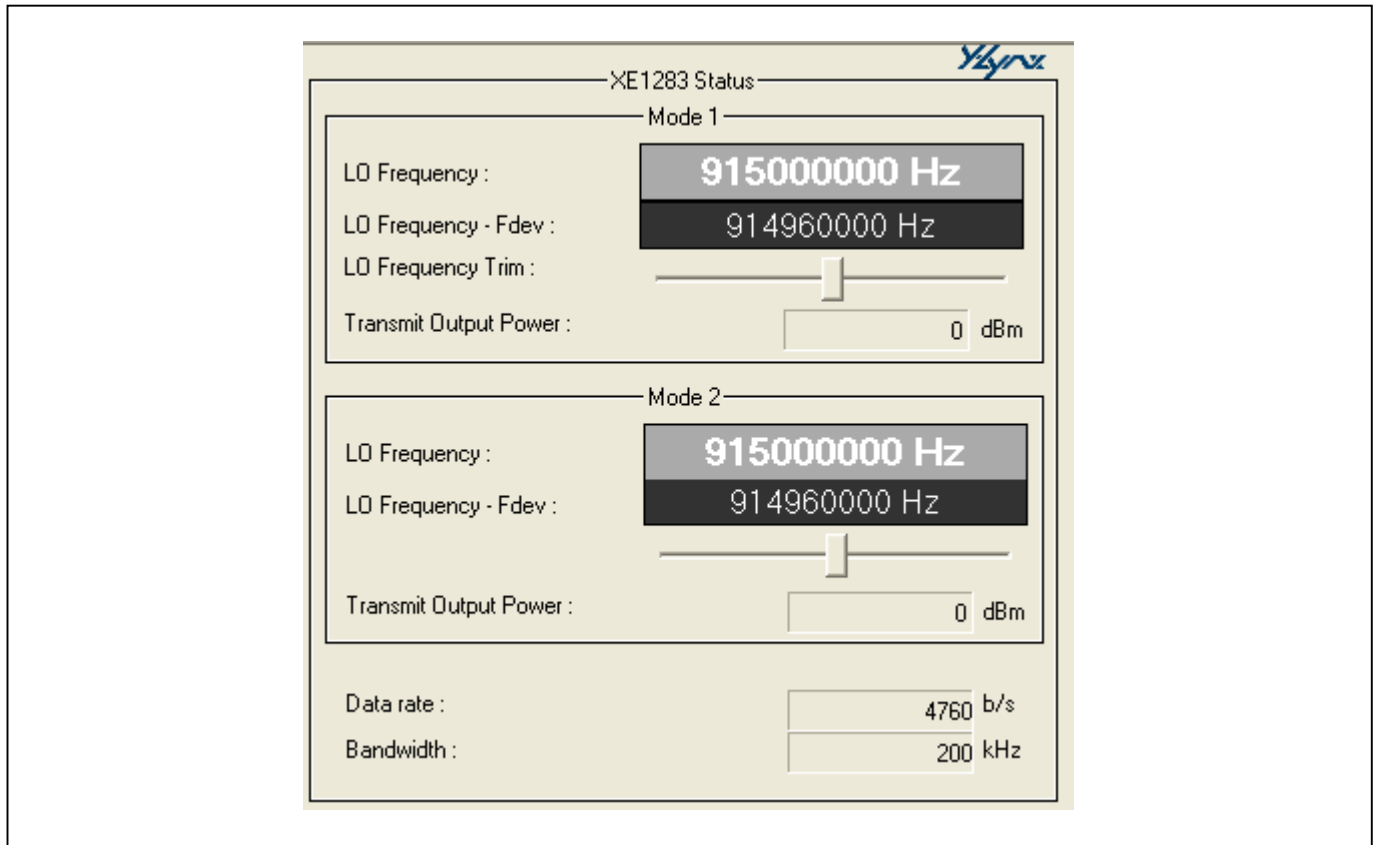 XE1283 Status
Mode 1
LO Frequency : 915000000 Hz
LO Frequency - Fdev : 914960000 Hz
LO Frequency Trim :
Transmit Output Power : 0 dBm
Mode 2
LO Frequency : 915000000 Hz
LO Frequency - Fdev : 914960000 Hz
Transmit Output Power : 0 dBm
Data rate : 4760 b/s
Bandwidth : 200 kHz